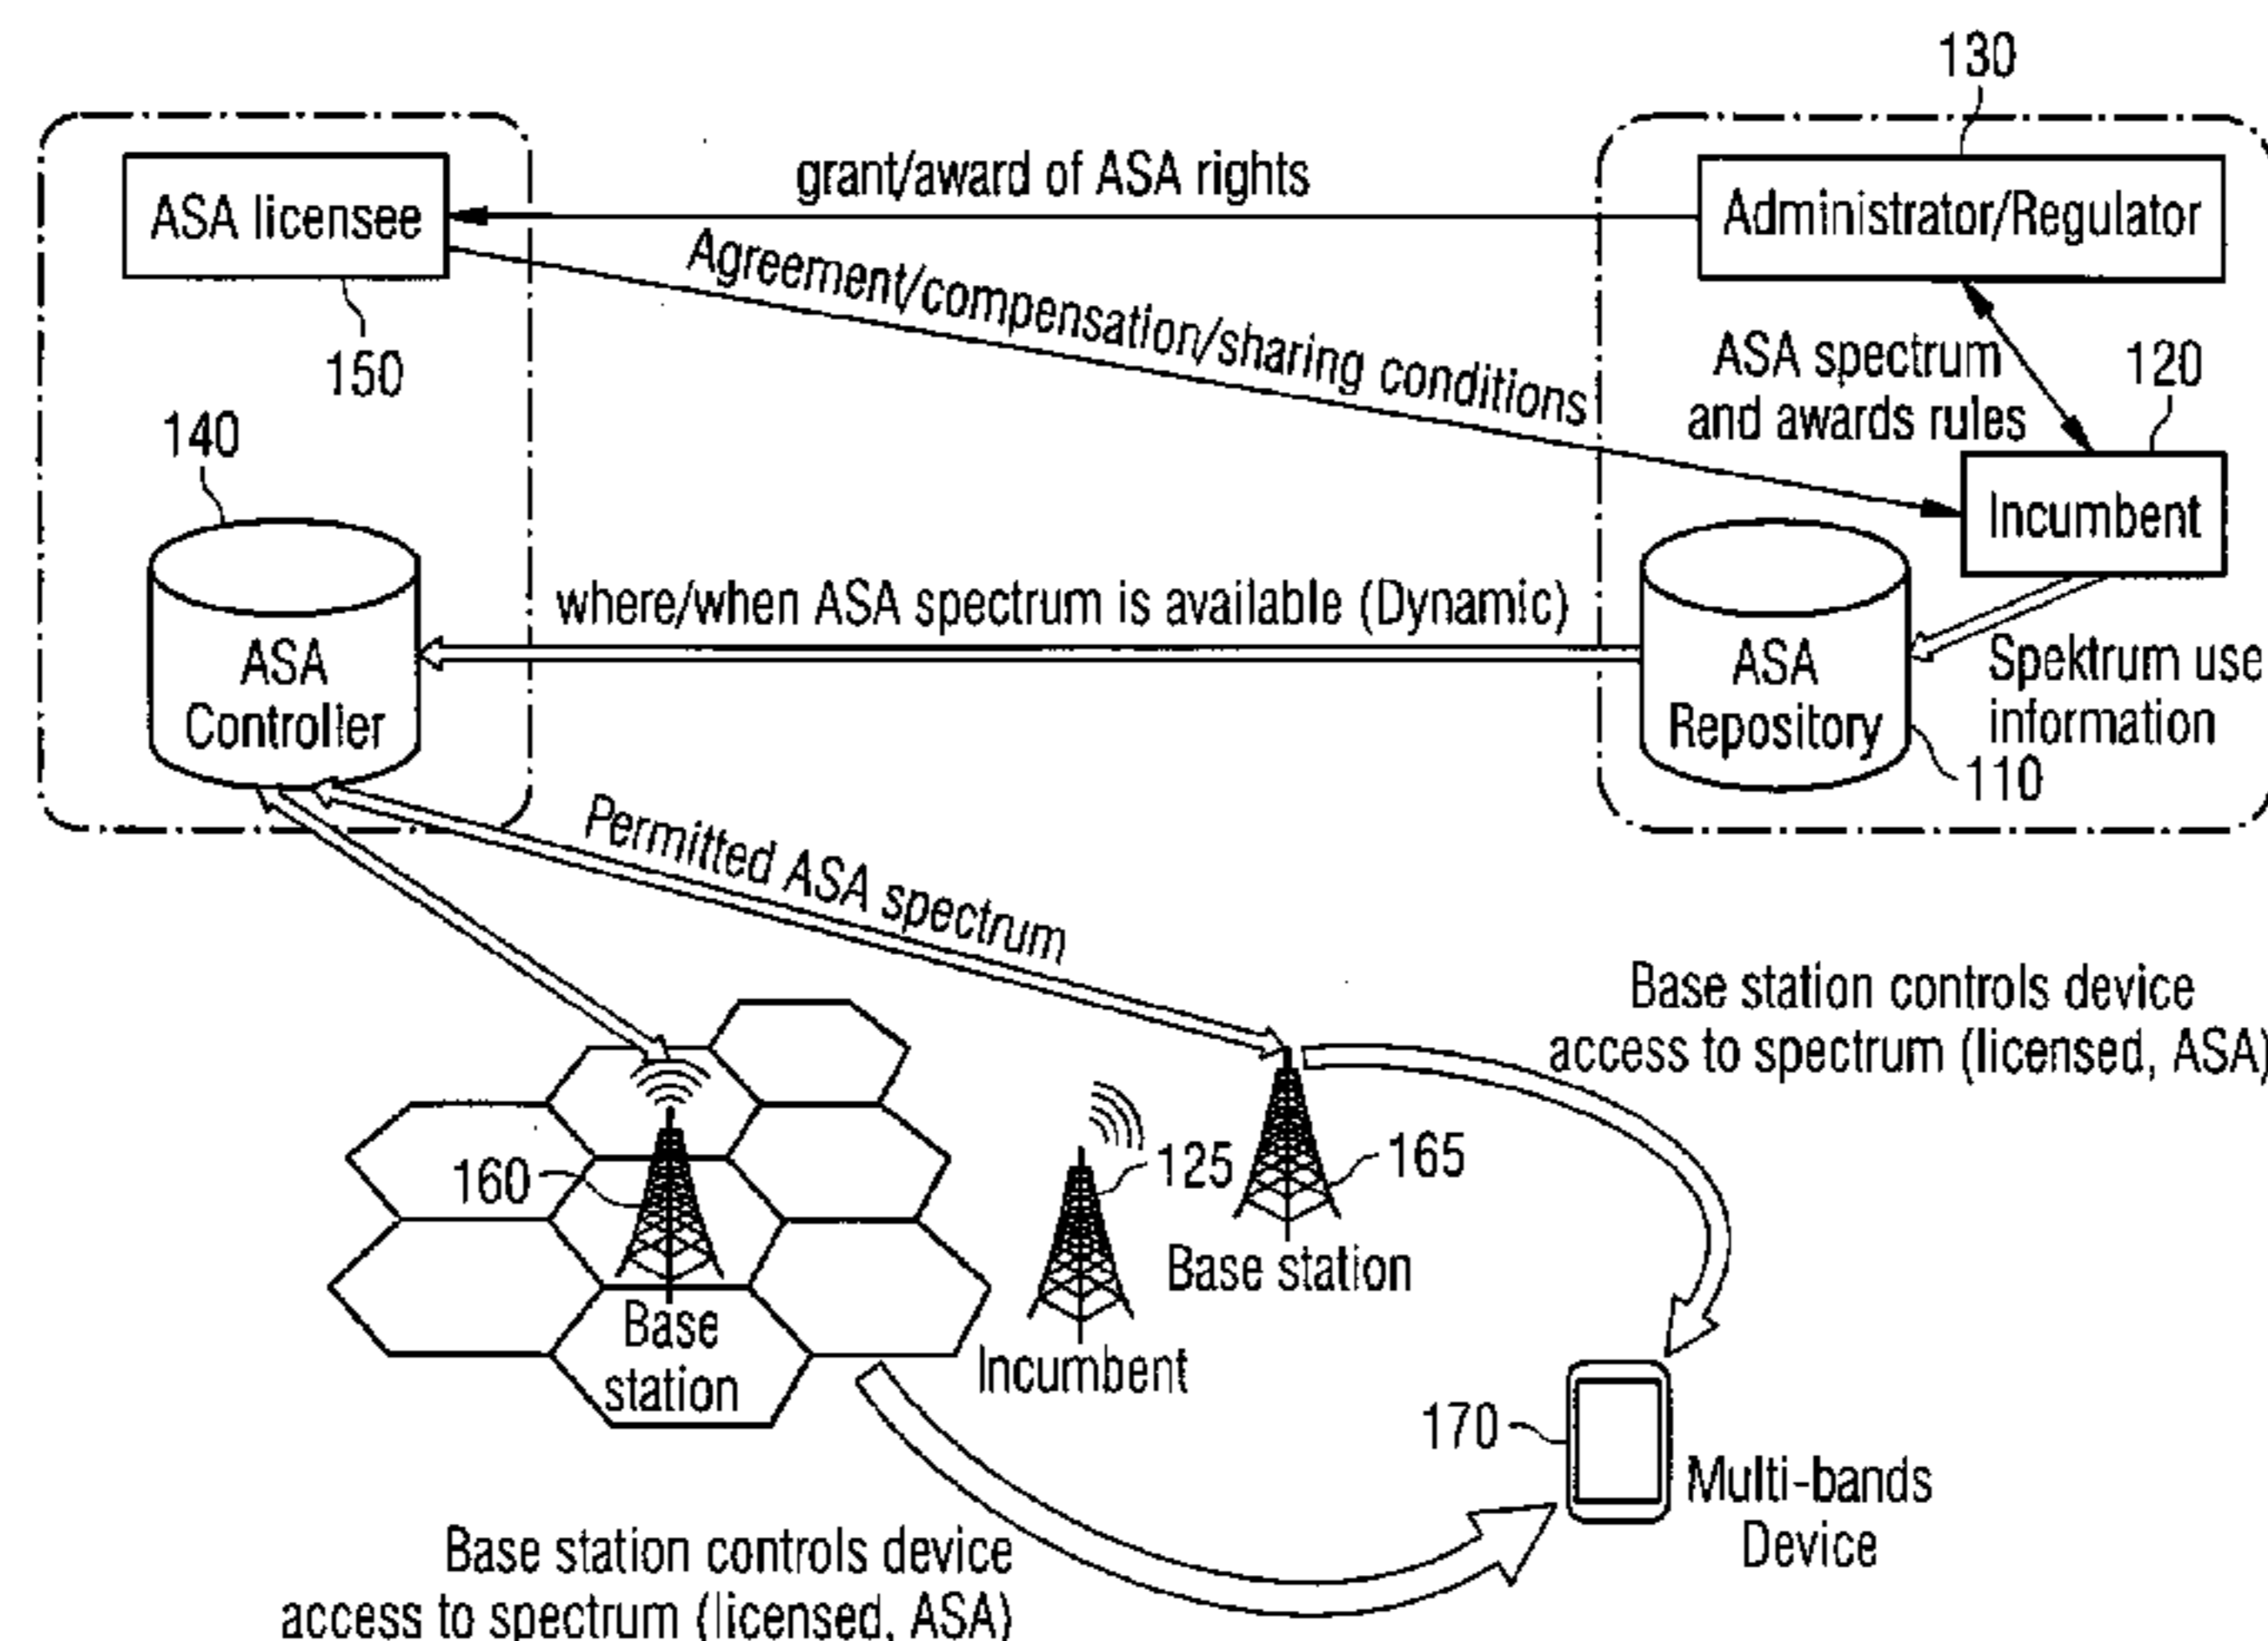 130
grant/award of ASA rights
ASA licensee
Administrator/Regulator
Agreement/compensation/sharing conditions
150
ASA spectrum
and awards rules
120
140
Incumbent
where/when ASA spectrum is available (Dynamic)
ASA
Controller
ASA
Repository
Spektrum use
information
110
Permitted ASA spectrum
Base station controls device
access to spectrum (licensed, ASA)
160
125
165
Base station
Base
station
Incumbent
170
Multi-bands
Device
Base station controls device
access to spectrum (licensed, ASA)